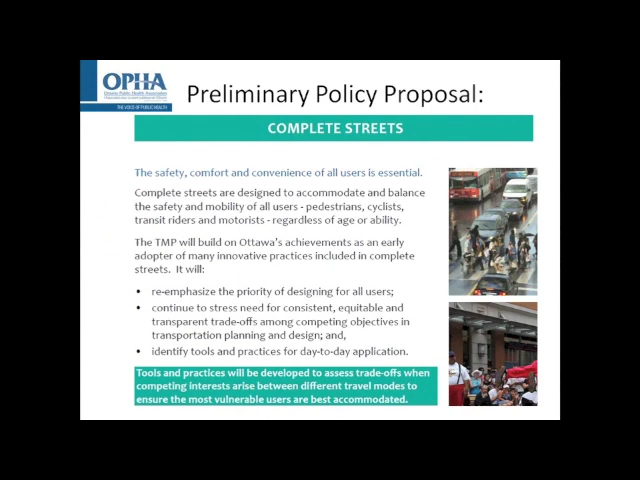 OPHA
Ontario Public Health Association
THE VOICE OF PUBLIC HEALTH
Preliminary Policy Proposal:
COMPLETE STREETS
The safety, comfort and convenience of all users is essential.
Complete streets are designed to accommodate and balance
the safety and mobility of all users - pedestrians, cyclists,
transit riders and motorists - regardless of age or ability.
The TMP will build on Ottawa's achievements as an early
adopter of many innovative practices included in complete
streets. It will:
• re-emphasize the priority of designing for all users;
• continue to stress need for consistent, equitable and
transparent trade-offs among competing objectives in
transportation planning and design; and,
• identify tools and practices for day-to-day application.
Tools and practices will be developed to assess trade-offs when
competing interests arise between different travel modes to
ensure the most vulnerable users are best accommodated.